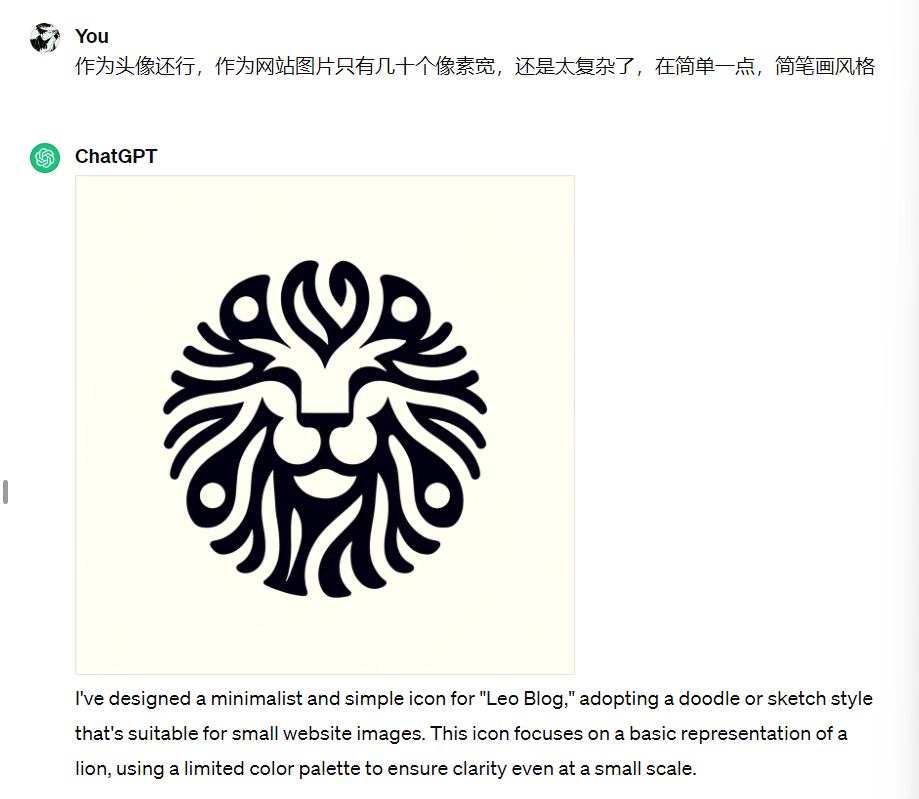 You
作为头像还行，作为网站图片只有几十个像素宽，还是太复杂了，在简单一点，简笔画风格
ChatGPT
I've designed a minimalist and simple icon for "Leo Blog," adopting a doodle or sketch style
that's suitable for small website images. This icon focuses on a basic representation of a
lion, using a limited color palette to ensure clarity even at a small scale.